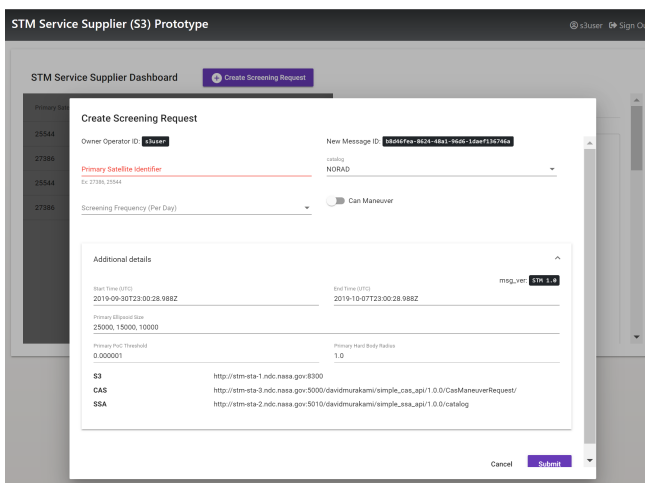 STM Service Supplier (S3) Prototype
s3user Sign Ou
STM Service Supplier Dashboard
Create Screening Request
Primary Sate
25544
27386
25544
27386
Create Screening Request
Owner Operator ID: s3user
New Message ID: b8d46fea-8624-48a1-96d6-1daef136746a
Primary Satellite Identifier
catalog
NORAD
Ex: 27386, 25544
Screening Frequency (Per Day)
Can Maneuver
Additional details
msg_ver: STM 1.0
Start Time (UTC)
End Time (UTC)
2019-09-30T23:00:28.988Z
2019-10-07T23:00:28.988Z
Primary Ellipsoid Size
25000, 15000, 10000
Primary PoC Threshold
Primary Hard Body Radius
0.000001
1.0
S3 http://stm-sta-1.ndc.nasa.gov:8300
CAS http://stm-sta-3.ndc.nasa.gov:5000/davidmurakami/simple_cas_api/1.0.0/CasManeuverRequest/
SSA http://stm-sta-2.ndc.nasa.gov:5010/davidmurakami/simple_ssa_api/1.0.0/catalog
Cancel Submit